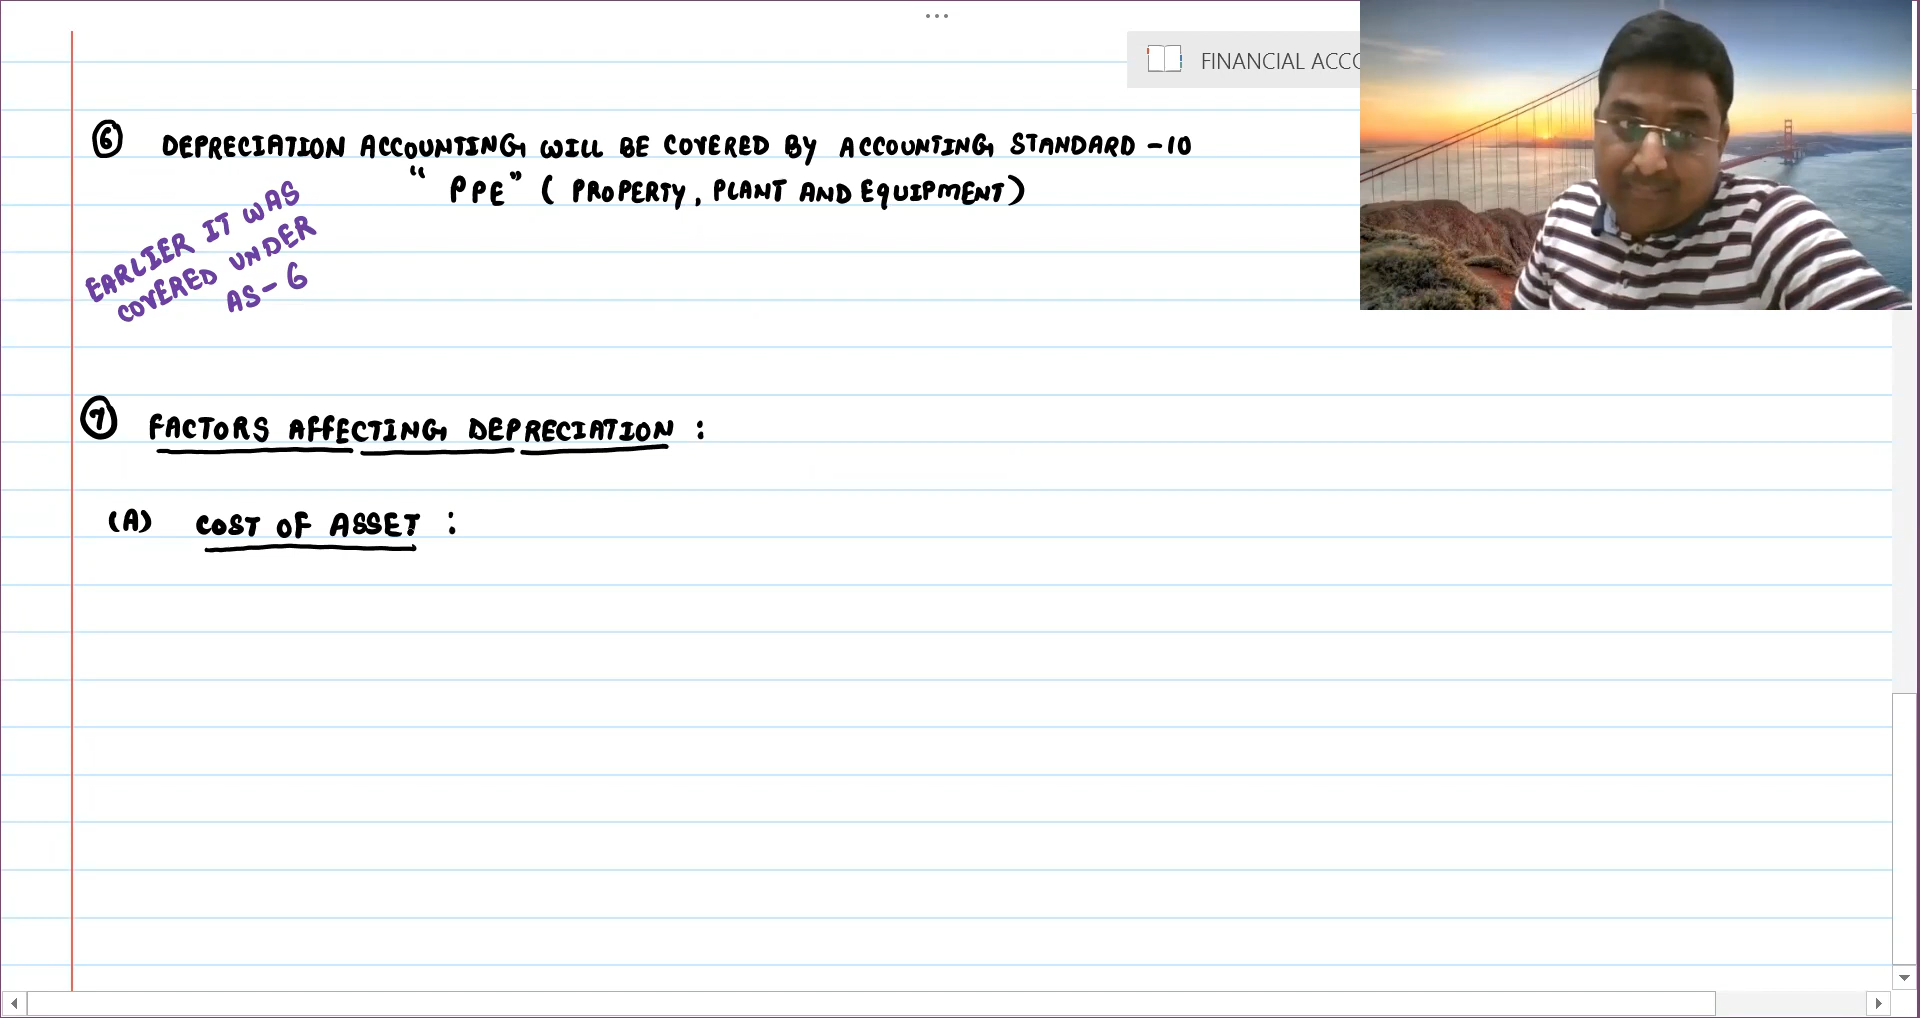 FINANCIAL ACCO
6 DEPRECIATION ACCOUNTING WILL BE COVERED BY ACCOUNTING STANDARD -10
"PPE" ( PROPERTY, PLANT AND EQUIPMENT )
EARLIER IT WAS
COVERED UNDER
AS-6
7 FACTORS AFFECTING DEPRECIATION :
(A) COST OF ASSET :